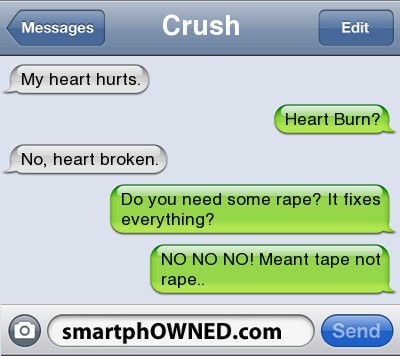 Messages
Crush
Edit
My heart hurts.
Heart Burn?
No, heart broken.
Do you need some rape? It fixes
everything?
NO NO NO! Meant tape not
rape..
smartphOWNED.com
Send